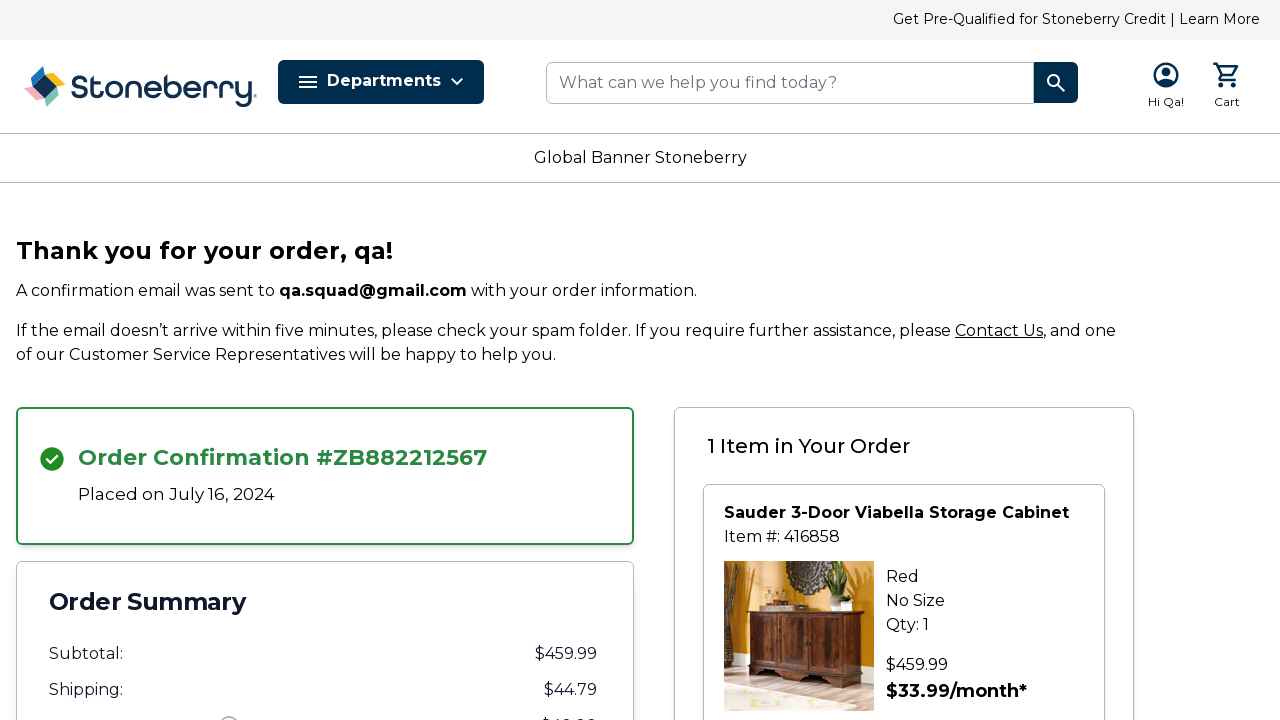 Get Pre-Qualified for Stoneberry Credit | Learn More
Stoneberry®
Departments
What can we help you find today?
Hi Qa!
Cart
Global Banner Stoneberry
Thank you for your order, qa!
A confirmation email was sent to qa.squad@gmail.com with your order information.
If the email doesn’t arrive within five minutes, please check your spam folder. If you require further assistance, please Contact Us, and one
of our Customer Service Representatives will be happy to help you.
Order Confirmation #ZB882212567
Placed on July 16, 2024
Order Summary
Subtotal: $459.99
Shipping: $44.79
1 Item in Your Order
Sauder 3-Door Viabella Storage Cabinet
Item #: 416858
Red
No Size
Qty: 1
$459.99
$33.99/month*